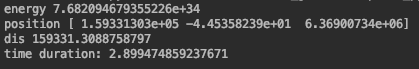 energy 7.682094679355226e+34
position [ 1.59331303e+05 -4.44535839e+01  6.36900734e+06]
dis 159331.3088758797
time duration: 2.899474859237671